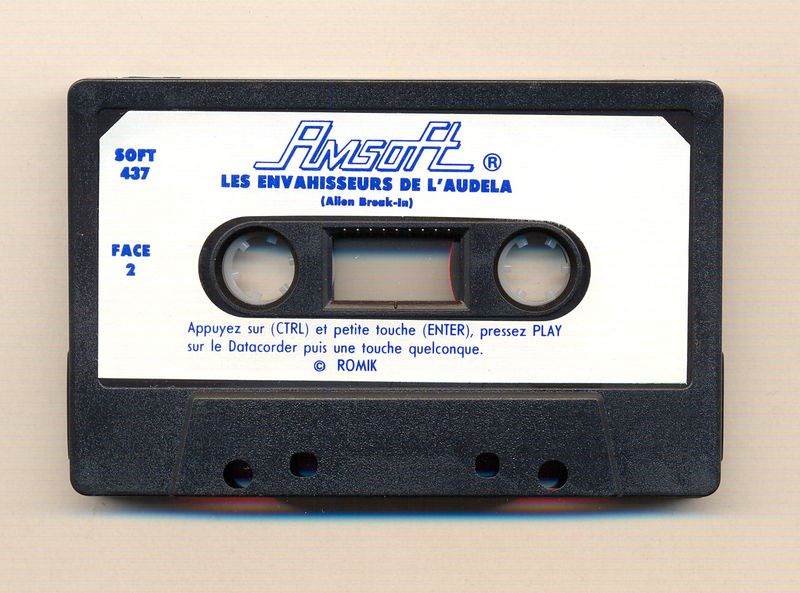 Amsoft ®
SOFT
437
LES ENVAHISSEURS DE L'AUDELA
(Alien Break-In)
FACE
2
Appuyez sur (CTRL) et petite touche (ENTER), pressez PLAY
sur le Datacorder puis une touche quelconque.
© ROMIK